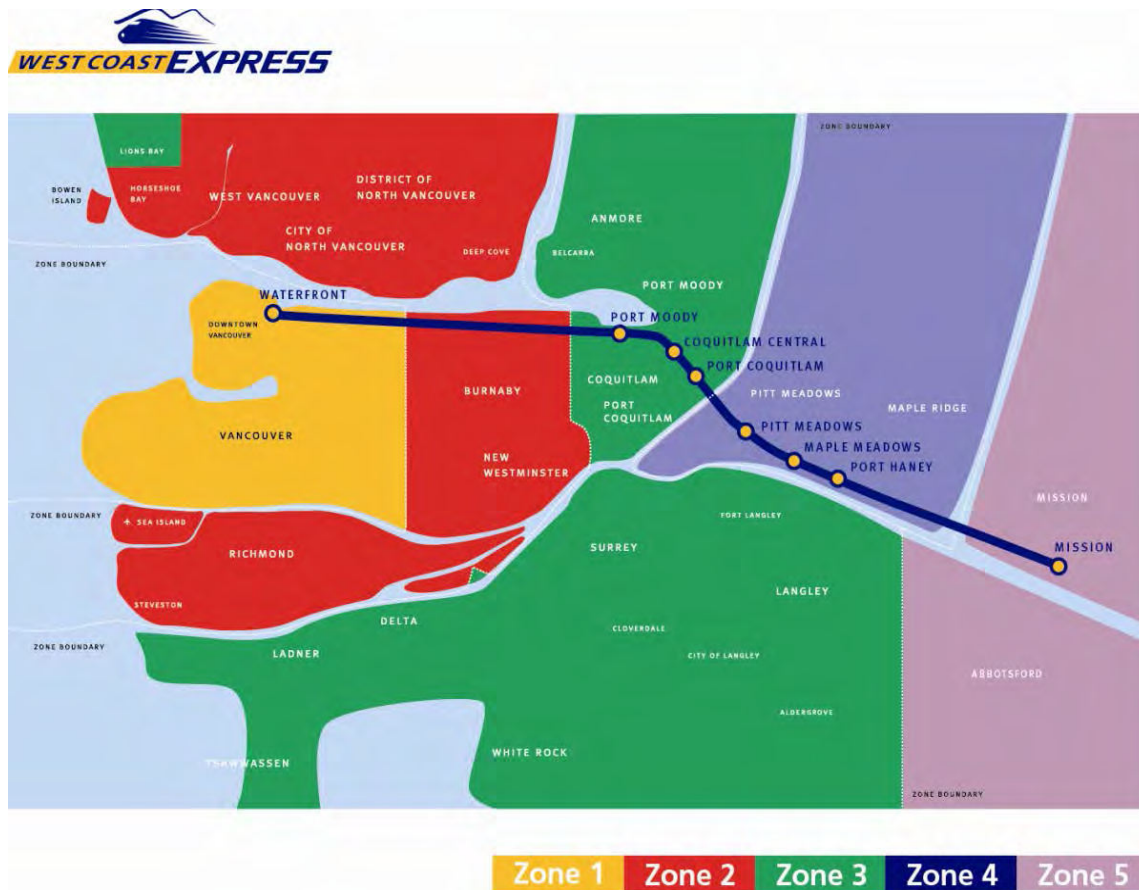 WEST COAST EXPRESS
ZONE BOUNDARY
LIONS BAY
BOWEN
ISLAND
HORSESHOE
BAY
WEST VANCOUVER
DISTRICT OF
NORTH VANCOUVER
CITY OF
NORTH VANCOUVER
DEEP COVE
ANMORE
BELCARRA
ZONE BOUNDARY
PORT MOODY
WATERFRONT
PORT MOODY
DOWNTOWN
VANCOUVER
COQUITLAM CENTRAL
PORT COQUITLAM
COQUITLAM
BURNABY
PITT MEADOWS
PORT
COQUITLAM
MAPLE RIDGE
VANCOUVER
PITT MEADOWS
MAPLE MEADOWS
NEW
WESTMINSTER
PORT HANEY
MISSION
ZONE BOUNDARY
SEA ISLAND
FORT LANGLEY
RICHMOND
SURREY
MISSION
LANGLEY
STEVESTON
DELTA
CLOVERDALE
ZONE BOUNDARY
LADNER
CITY OF LANGLEY
ABBOTSFORD
ALDERGROVE
WHITE ROCK
TSAWWASSEN
ZONE BOUNDARY
Zone 1 Zone 2 Zone 3 Zone 4 Zone 5